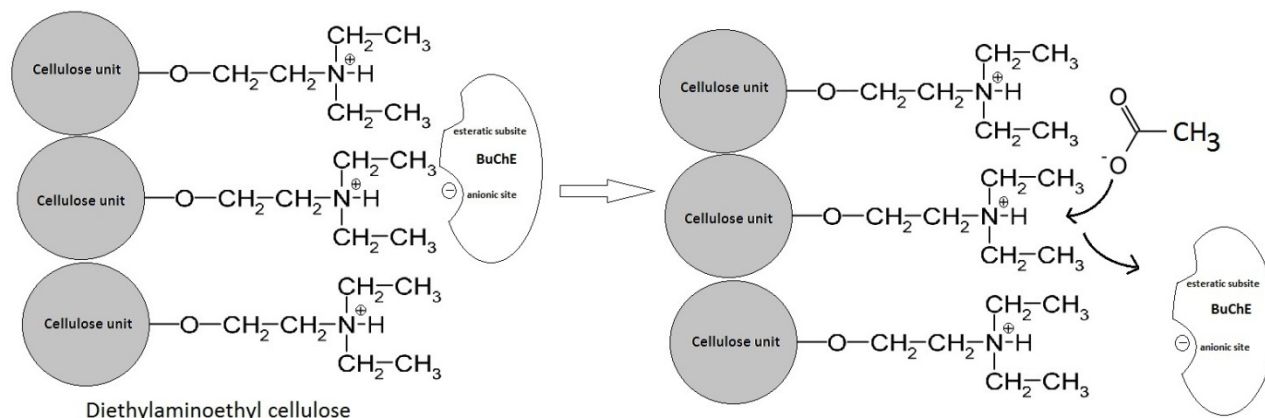 CH₂–CH₃
Cellulose unit –O–CH₂–CH₂–N⊕–H
CH₂–CH₃
esteratic subsite
BuChE
CH₂–CH₃
Cellulose unit –O–CH₂–CH₂–N⊕–H
⊖ anionic site
CH₂–CH₃
CH₂–CH₃
Cellulose unit –O–CH₂–CH₂–N⊕–H
CH₂–CH₃
Diethylaminoethyl cellulose
CH₂–CH₃
Cellulose unit –O–CH₂–CH₂–N⊕–H
CH₂–CH₃
O
CH₃
-O
CH₂–CH₃
Cellulose unit –O–CH₂–CH₂–N⊕–H
CH₂–CH₃
esteratic subsite
BuChE
⊖ anionic site
CH₂–CH₃
Cellulose unit –O–CH₂–CH₂–N⊕–H
CH₂–CH₃